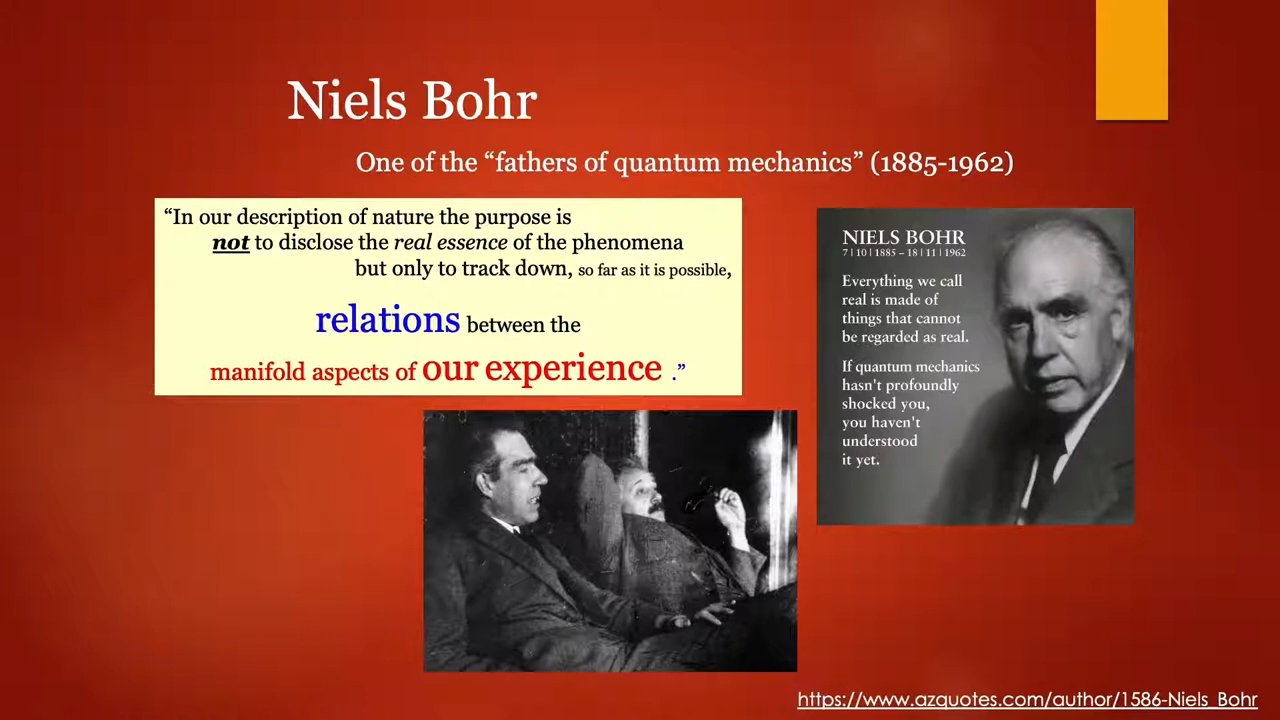 Niels Bohr
One of the “fathers of quantum mechanics” (1885-1962)
“In our description of nature the purpose is
not to disclose the real essence of the phenomena
but only to track down, so far as it is possible,
relations between the
manifold aspects of our experience .”
NIELS BOHR
7 | 10 | 1885 – 18 | 11 | 1962
Everything we call
real is made of
things that cannot
be regarded as real.
If quantum mechanics
hasn't profoundly
shocked you,
you haven't
understood
it yet.
https://www.azquotes.com/author/1586-Niels_Bohr